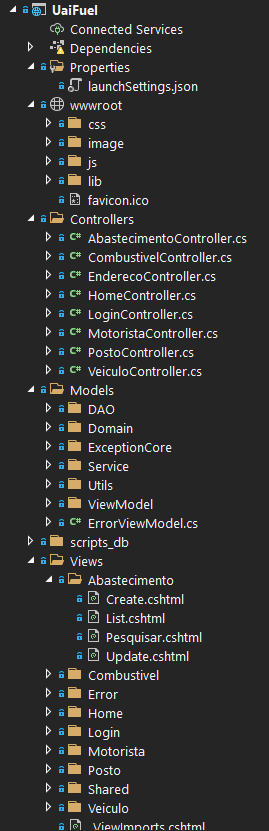 UaiFuel
Connected Services
Dependencies
Properties
launchSettings.json
wwwroot
css
image
js
lib
favicon.ico
Controllers
AbastecimentoController.cs
CombustivelController.cs
EnderecoController.cs
HomeController.cs
LoginController.cs
MotoristaController.cs
PostoController.cs
VeiculoController.cs
Models
DAO
Domain
ExceptionCore
Service
Utils
ViewModel
ErrorViewModel.cs
scripts_db
Views
Abastecimento
Create.cshtml
List.cshtml
Pesquisar.cshtml
Update.cshtml
Combustivel
Error
Home
Login
Motorista
Posto
Shared
Veiculo
_ViewImports.cshtml